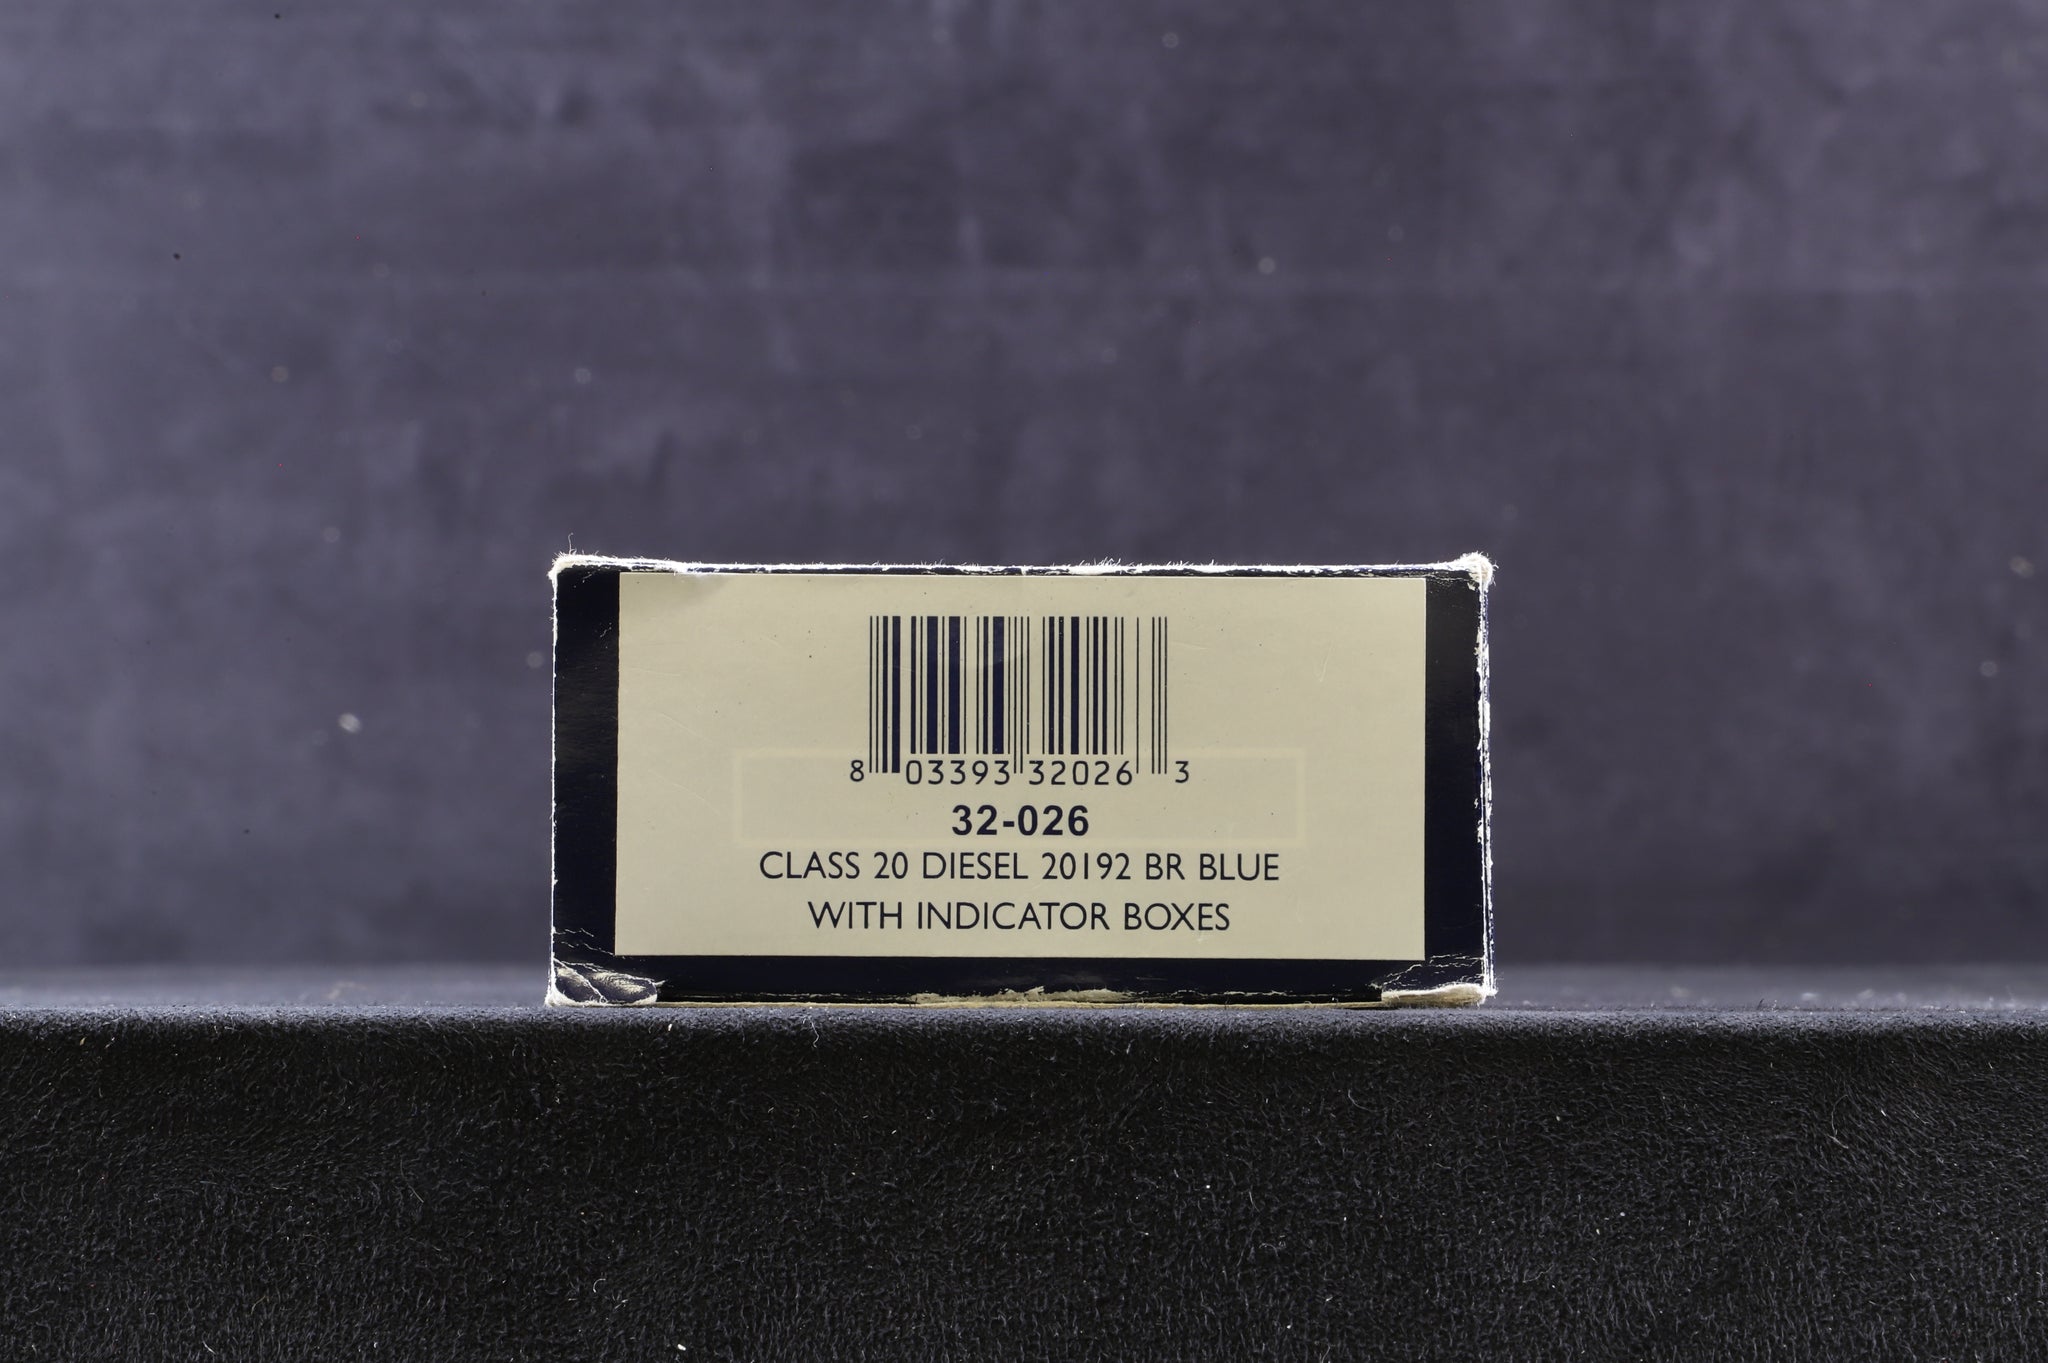 8 03393 32026 3
32-026
CLASS 20 DIESEL 20192 BR BLUE
WITH INDICATOR BOXES